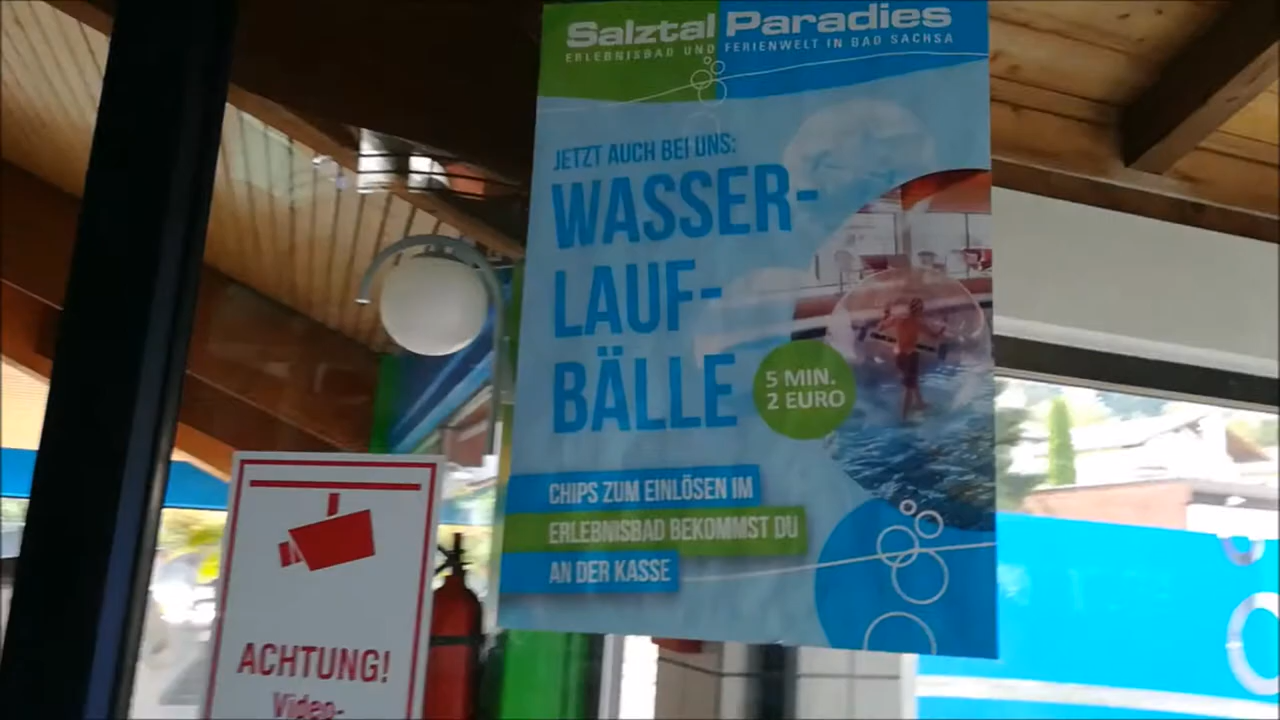 Salztal Paradies
ERLEBNISBAD UND FERIENWELT IN BAD SACHSA
JETZT AUCH BEI UNS:
WASSER-
LAUF-
BÄLLE
5 MIN.
2 EURO
CHIPS ZUM EINLÖSEN IM
ERLEBNISBAD BEKOMMST DU
AN DER KASSE
ACHTUNG!
Video-